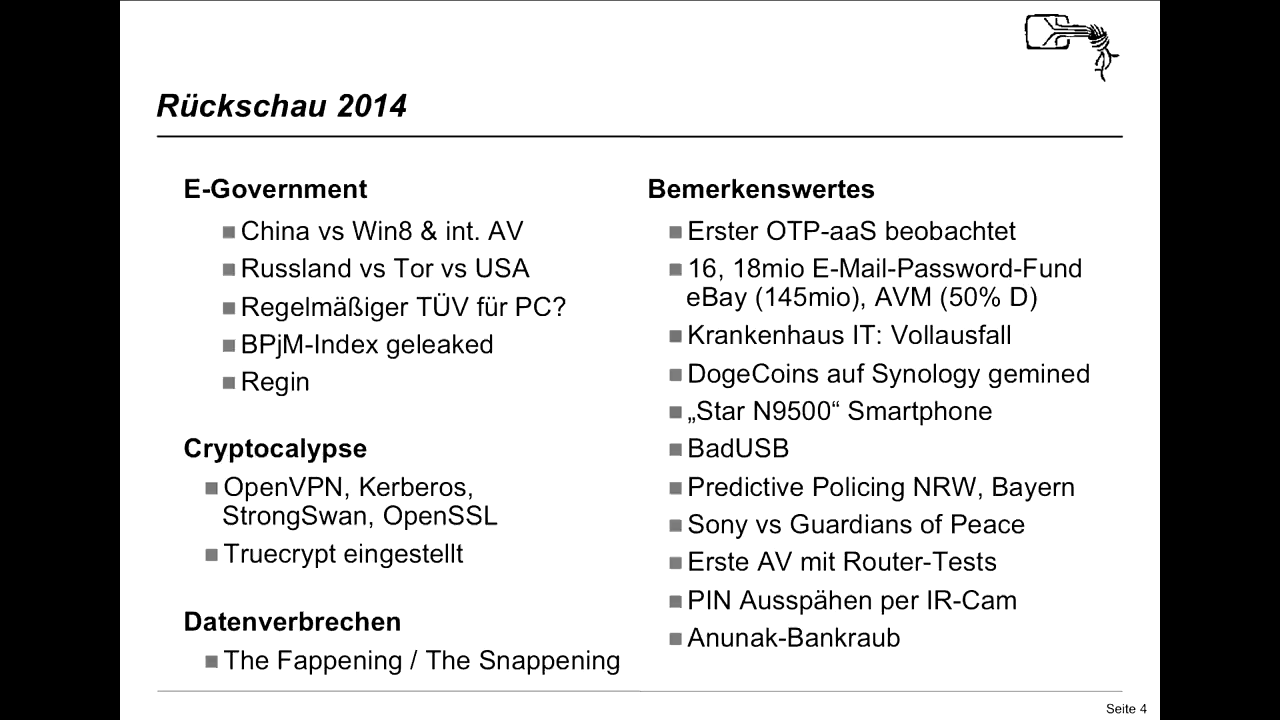 Rückschau 2014
E-Government
China vs Win8 & int. AV
Russland vs Tor vs USA
Regelmäßiger TÜV für PC?
BPjM-Index geleaked
Regin
Cryptocalypse
OpenVPN, Kerberos,
StrongSwan, OpenSSL
Truecrypt eingestellt
Datenverbrechen
The Fappening / The Snappening
Bemerkenswertes
Erster OTP-aaS beobachtet
16, 18mio E-Mail-Password-Fund
eBay (145mio), AVM (50% D)
Krankenhaus IT: Vollausfall
DogeCoins auf Synology gemined
„Star N9500“ Smartphone
BadUSB
Predictive Policing NRW, Bayern
Sony vs Guardians of Peace
Erste AV mit Router-Tests
PIN Ausspähen per IR-Cam
Anunak-Bankraub
Seite 4